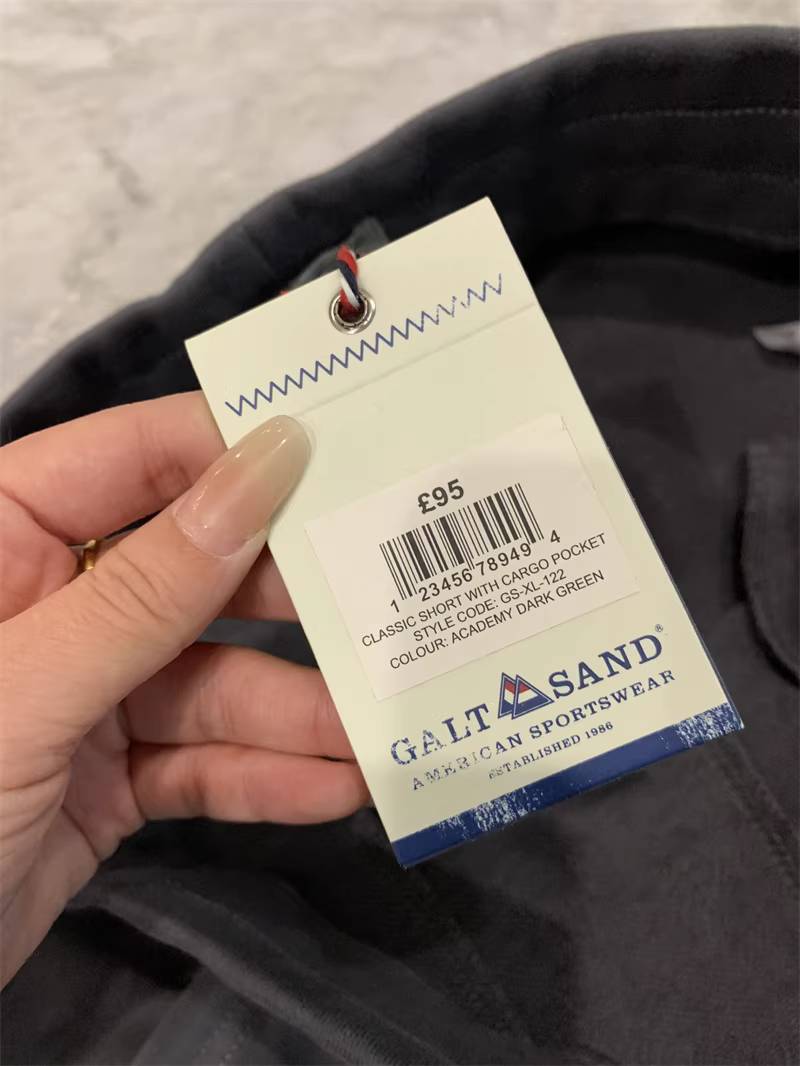 £95
1 23456 78949 4
CLASSIC SHORT WITH CARGO POCKET
STYLE CODE: GS-XL-122
COLOUR: ACADEMY DARK GREEN
GALT SAND®
AMERICAN SPORTSWEAR
ESTABLISHED 1986